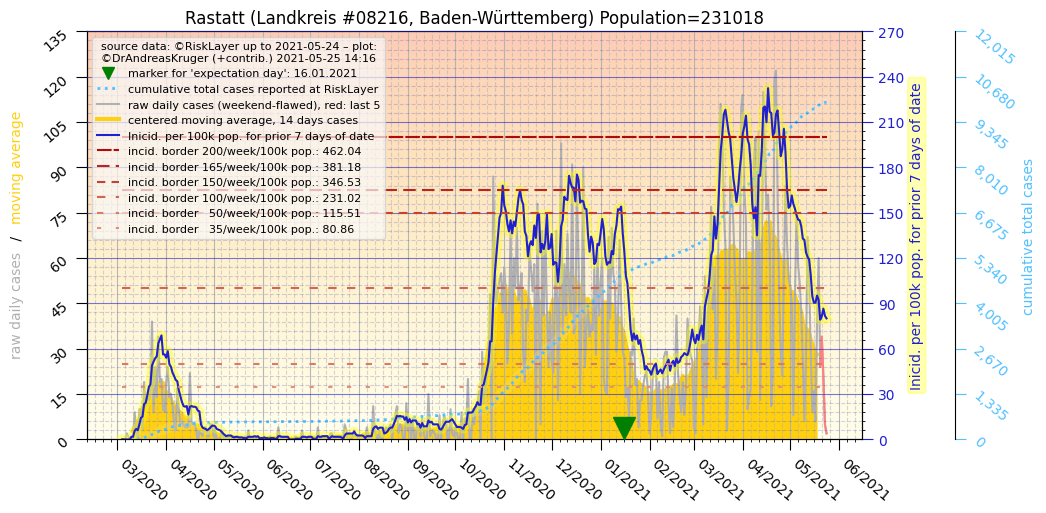 Rastatt (Landkreis #08216, Baden-Württemberg) Population=231018
source data: ©RiskLayer up to 2021-05-24 – plot:
©DrAndreasKruger (+contrib.) 2021-05-25 14:16
marker for 'expectation day': 16.01.2021
cumulative total cases reported at RiskLayer
raw daily cases (weekend-flawed), red: last 5
centered moving average, 14 days cases
Inicid. per 100k pop. for prior 7 days of date
incid. border 200/week/100k pop.: 462.04
incid. border 165/week/100k pop.: 381.18
incid. border 150/week/100k pop.: 346.53
incid. border 100/week/100k pop.: 231.02
incid. border   50/week/100k pop.: 115.51
incid. border   35/week/100k pop.: 80.86
raw daily cases / moving average
135
120
105
90
75
60
45
30
15
0
03/2020
04/2020
05/2020
06/2020
07/2020
08/2020
09/2020
10/2020
11/2020
12/2020
01/2021
02/2021
03/2021
04/2021
05/2021
06/2021
270
240
210
180
150
120
90
60
30
0
Inicid. per 100k pop. for prior 7 days of date
12,015
10,680
9,345
8,010
6,675
5,340
4,005
2,670
1,335
0
cumulative total cases